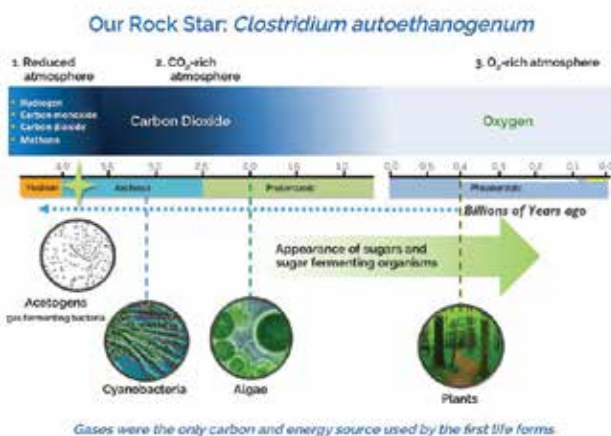 Our Rock Star: Clostridium autoethanogenum
1. Reduced
atmosphere
2. CO₂-rich
atmosphere
3. O₂-rich atmosphere
• Hydrogen
• Carbon monoxide
• Carbon dioxide
• Methane
Carbon Dioxide
Oxygen
Hadean
Archean
Proterozoic
Phanerozoic
Billions of Years ago
Appearance of sugars and
sugar fermenting organisms
Acetogens
gas fermenting bacteria
Cyanobacteria
Algae
Plants
Gases were the only carbon and energy source used by the first life forms.